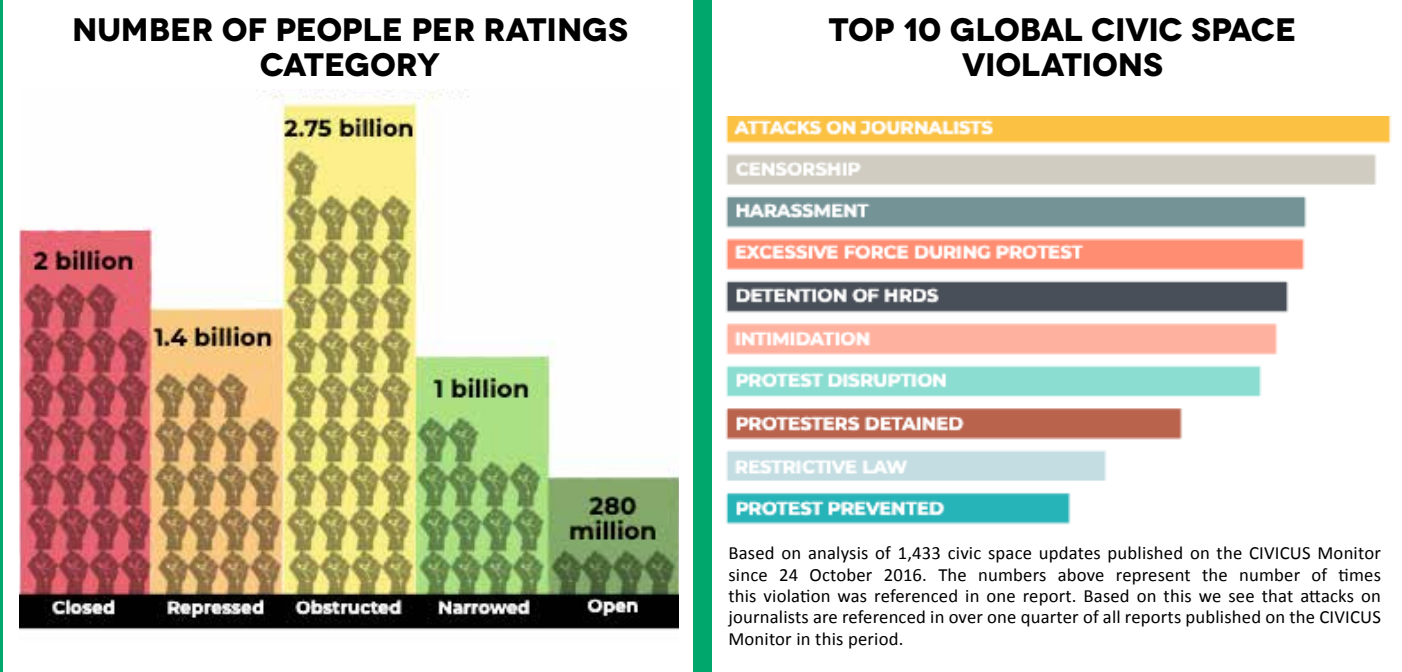 NUMBER OF PEOPLE PER RATINGS
CATEGORY
2.75 billion
2 billion
1.4 billion
1 billion
280
million
Closed
Repressed
Obstructed
Narrowed
Open
TOP 10 GLOBAL CIVIC SPACE
VIOLATIONS
ATTACKS ON JOURNALISTS
CENSORSHIP
HARASSMENT
EXCESSIVE FORCE DURING PROTEST
DETENTION OF HRDS
INTIMIDATION
PROTEST DISRUPTION
PROTESTERS DETAINED
RESTRICTIVE LAW
PROTEST PREVENTED
Based on analysis of 1,433 civic space updates published on the CIVICUS Monitor
since 24 October 2016. The numbers above represent the number of times
this violation was referenced in one report. Based on this we see that attacks on
journalists are referenced in over one quarter of all reports published on the CIVICUS
Monitor in this period.